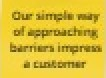 Our simple way
of approaching
barriers impress
a customer